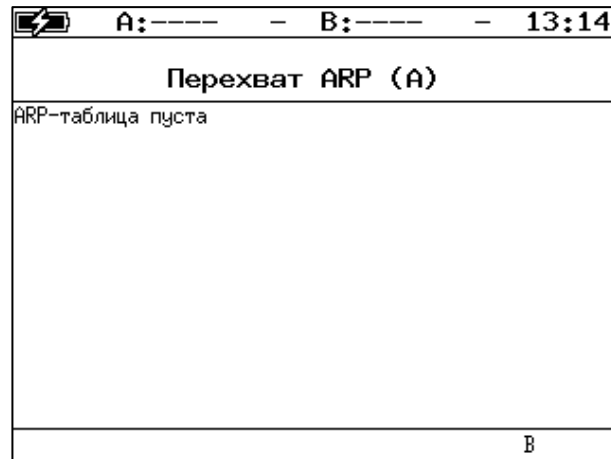 A:---- - B:---- - 13:14
Перехват ARP (A)
ARP-таблица пуста
B